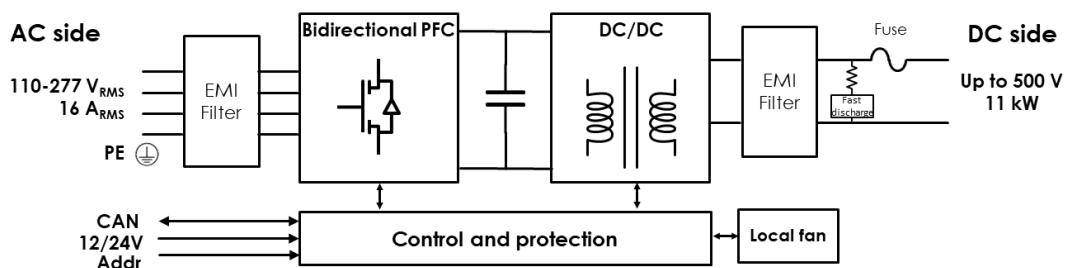 AC side
110-277 VRMS
16 ARMS
PE
EMI
Filter
Bidirectional PFC
DC/DC
EMI
Filter
Fuse
Fast
discharge
DC side
Up to 500 V
11 kW
CAN
12/24V
Addr
Control and protection
Local fan